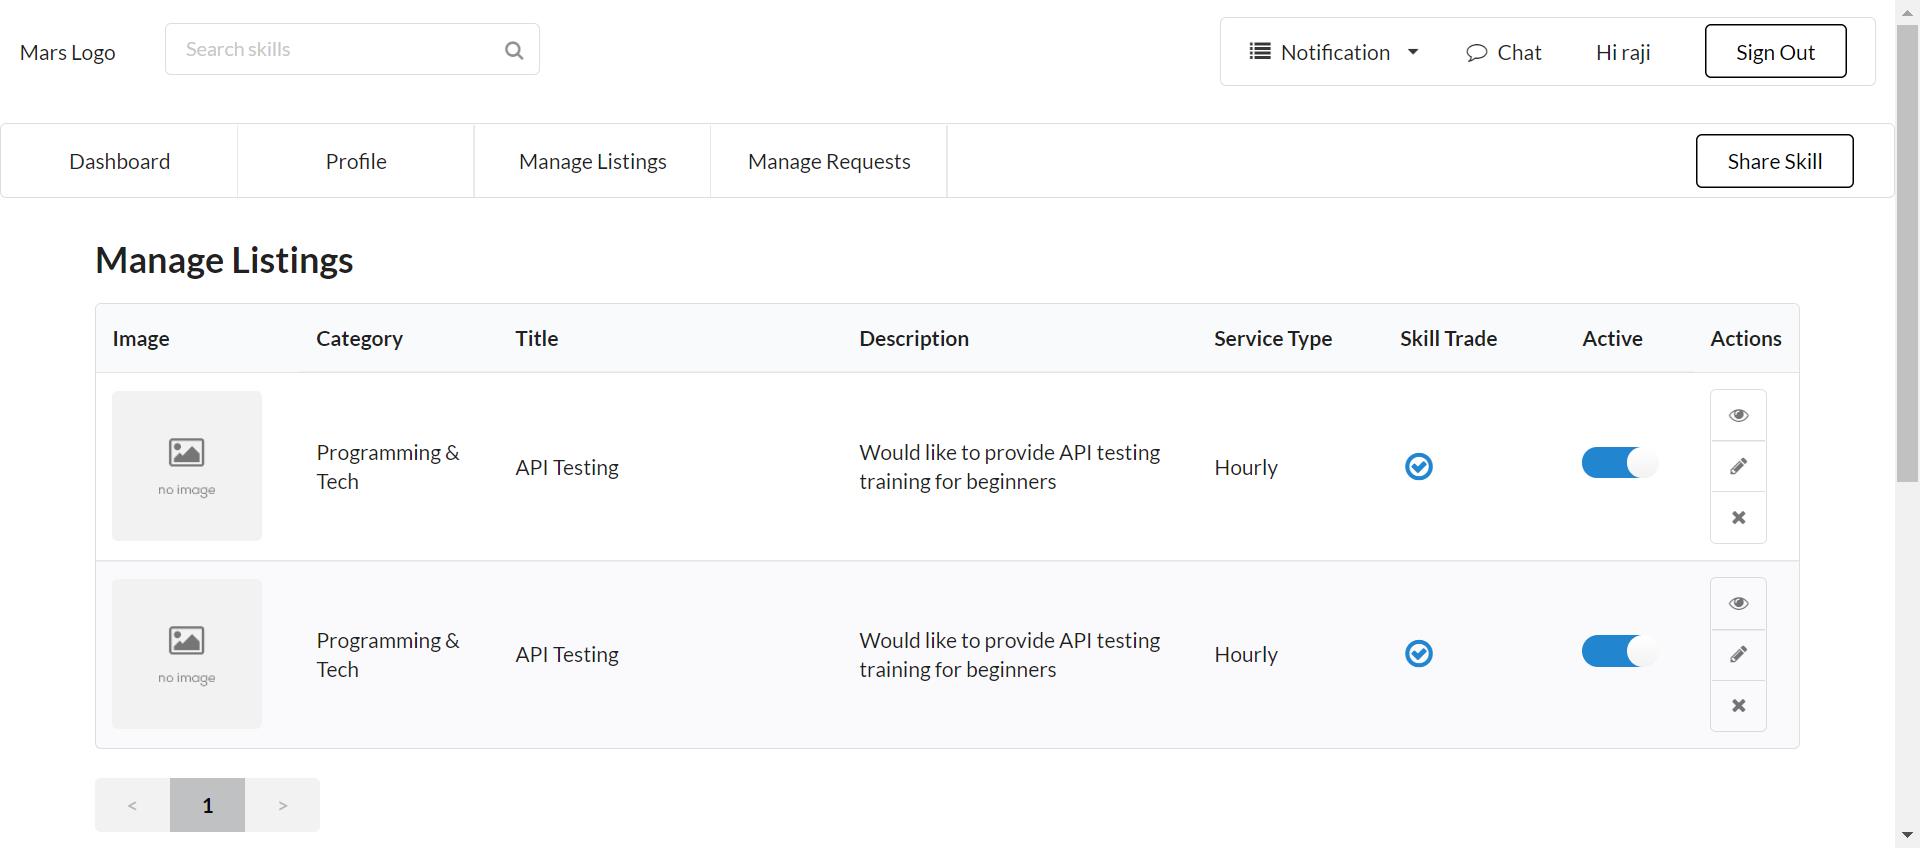 Mars Logo
Search skills
Notification
Chat
Hi raji
Sign Out
Dashboard
Profile
Manage Listings
Manage Requests
Share Skill
Manage Listings
Image Category Title Description Service Type Skill Trade Active Actions
no image
Programming &
Tech
API Testing
Would like to provide API testing
training for beginners
Hourly
no image
Programming &
Tech
API Testing
Would like to provide API testing
training for beginners
Hourly
< 1 >